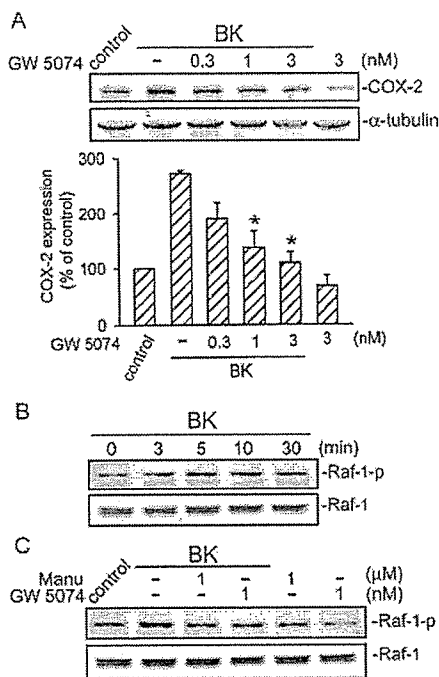 A
control
BK
GW 5074 – 0.3 1 3 3 (nM)
-COX-2
-α-tubulin
COX-2 expression
(% of control)
300
200
100
0
* *
control
GW 5074 – 0.3 1 3 3 (nM)
BK
B
BK
0 3 5 10 30 (min)
-Raf-1-p
-Raf-1
C
control
BK
Manu – 1 – 1 – (μM)
GW 5074 – – 1 – 1 (nM)
-Raf-1-p
-Raf-1